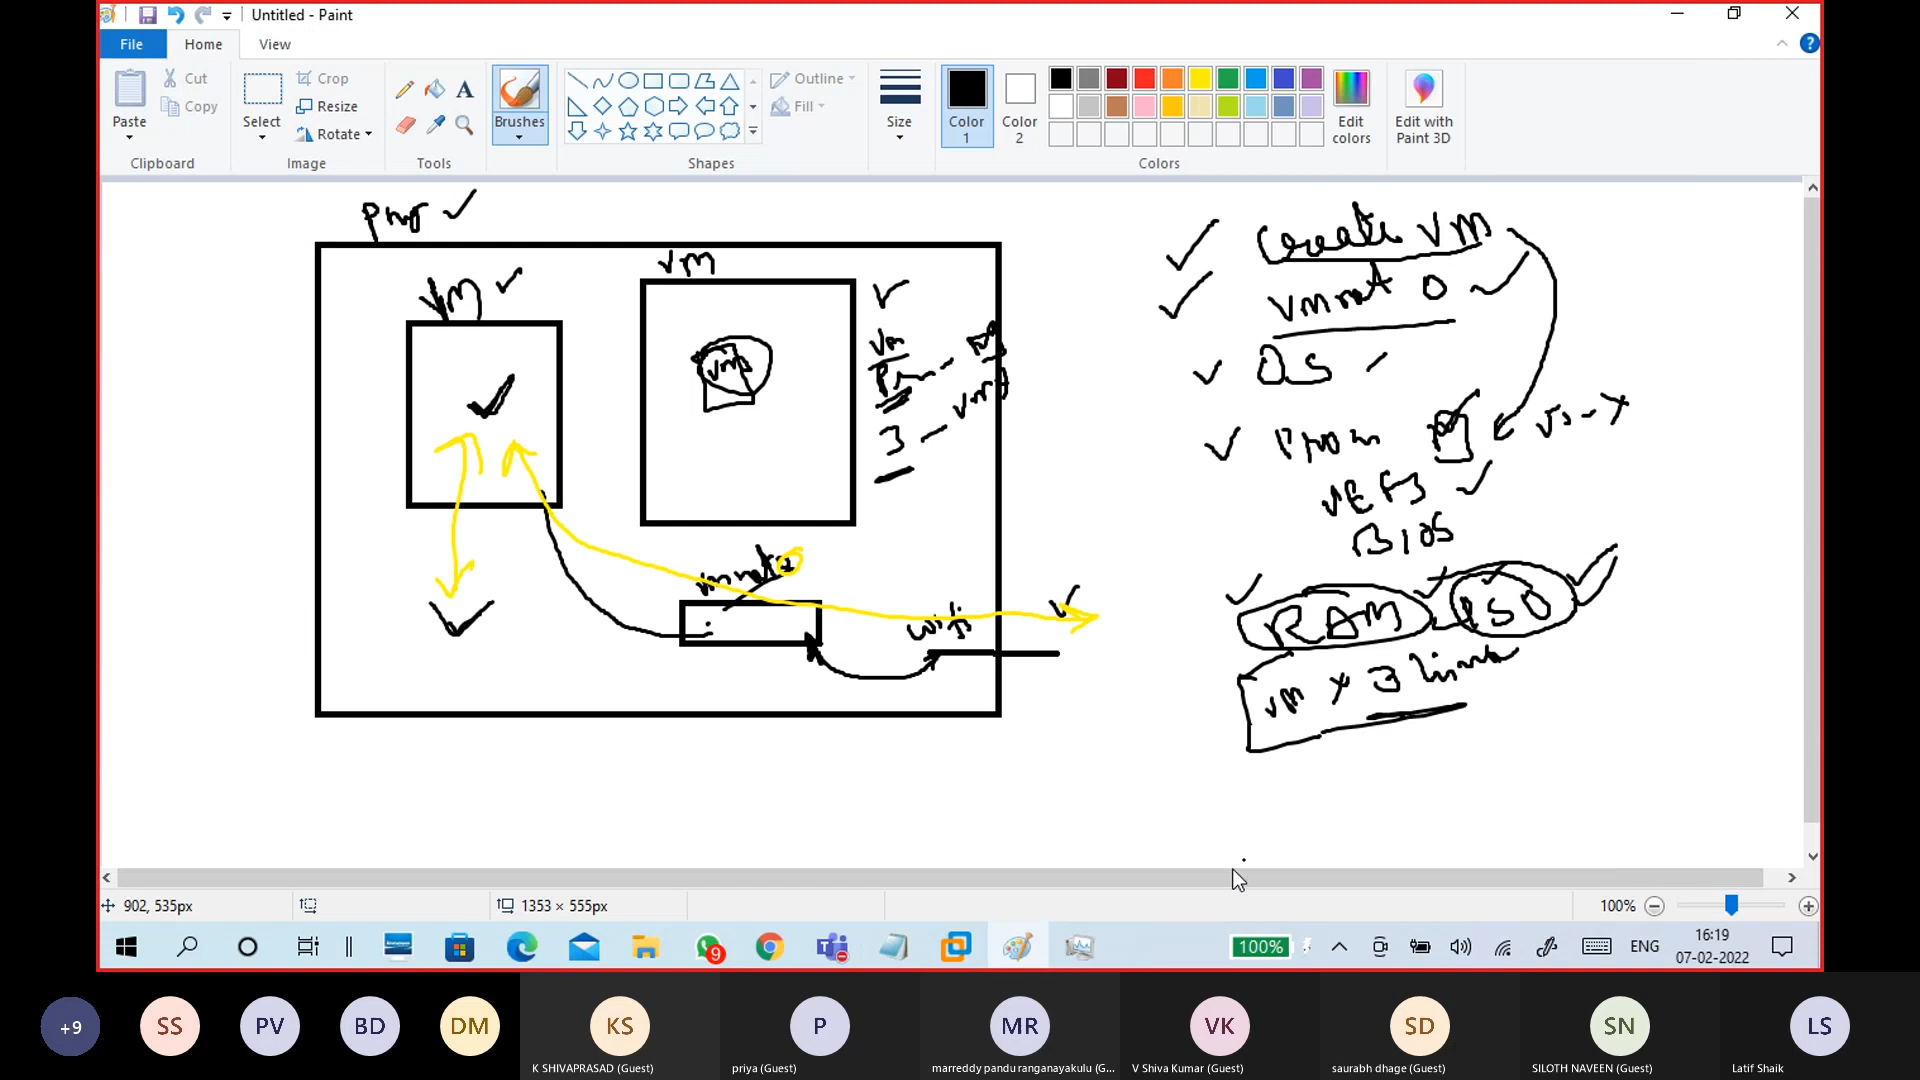 Untitled - Paint
File
Home
View
Paste
Cut
Copy
Clipboard
Select
Crop
Resize
Rotate
Image
Tools
Brushes
Shapes
Outline
Fill
Size
Color 1
Color 2
Edit colors
Colors
Edit with Paint 3D
VM
VM
VM
VM
3 -
wifi
Create VM
VMnet 0
OS
UEFI
BIOS
RAM ISO
VM 3
902, 535px
1353 × 555px
100%
9
100%
ENG
16:19
07-02-2022
+9
SS
PV
BD
DM
KS
K SHIVAPRASAD (Guest)
P
priya (Guest)
MR
marreddy pandu ranganayakulu (G...
VK
V Shiva Kumar (Guest)
SD
saurabh dhage (Guest)
SN
SILOTH NAVEEN (Guest)
LS
Latif Shaik